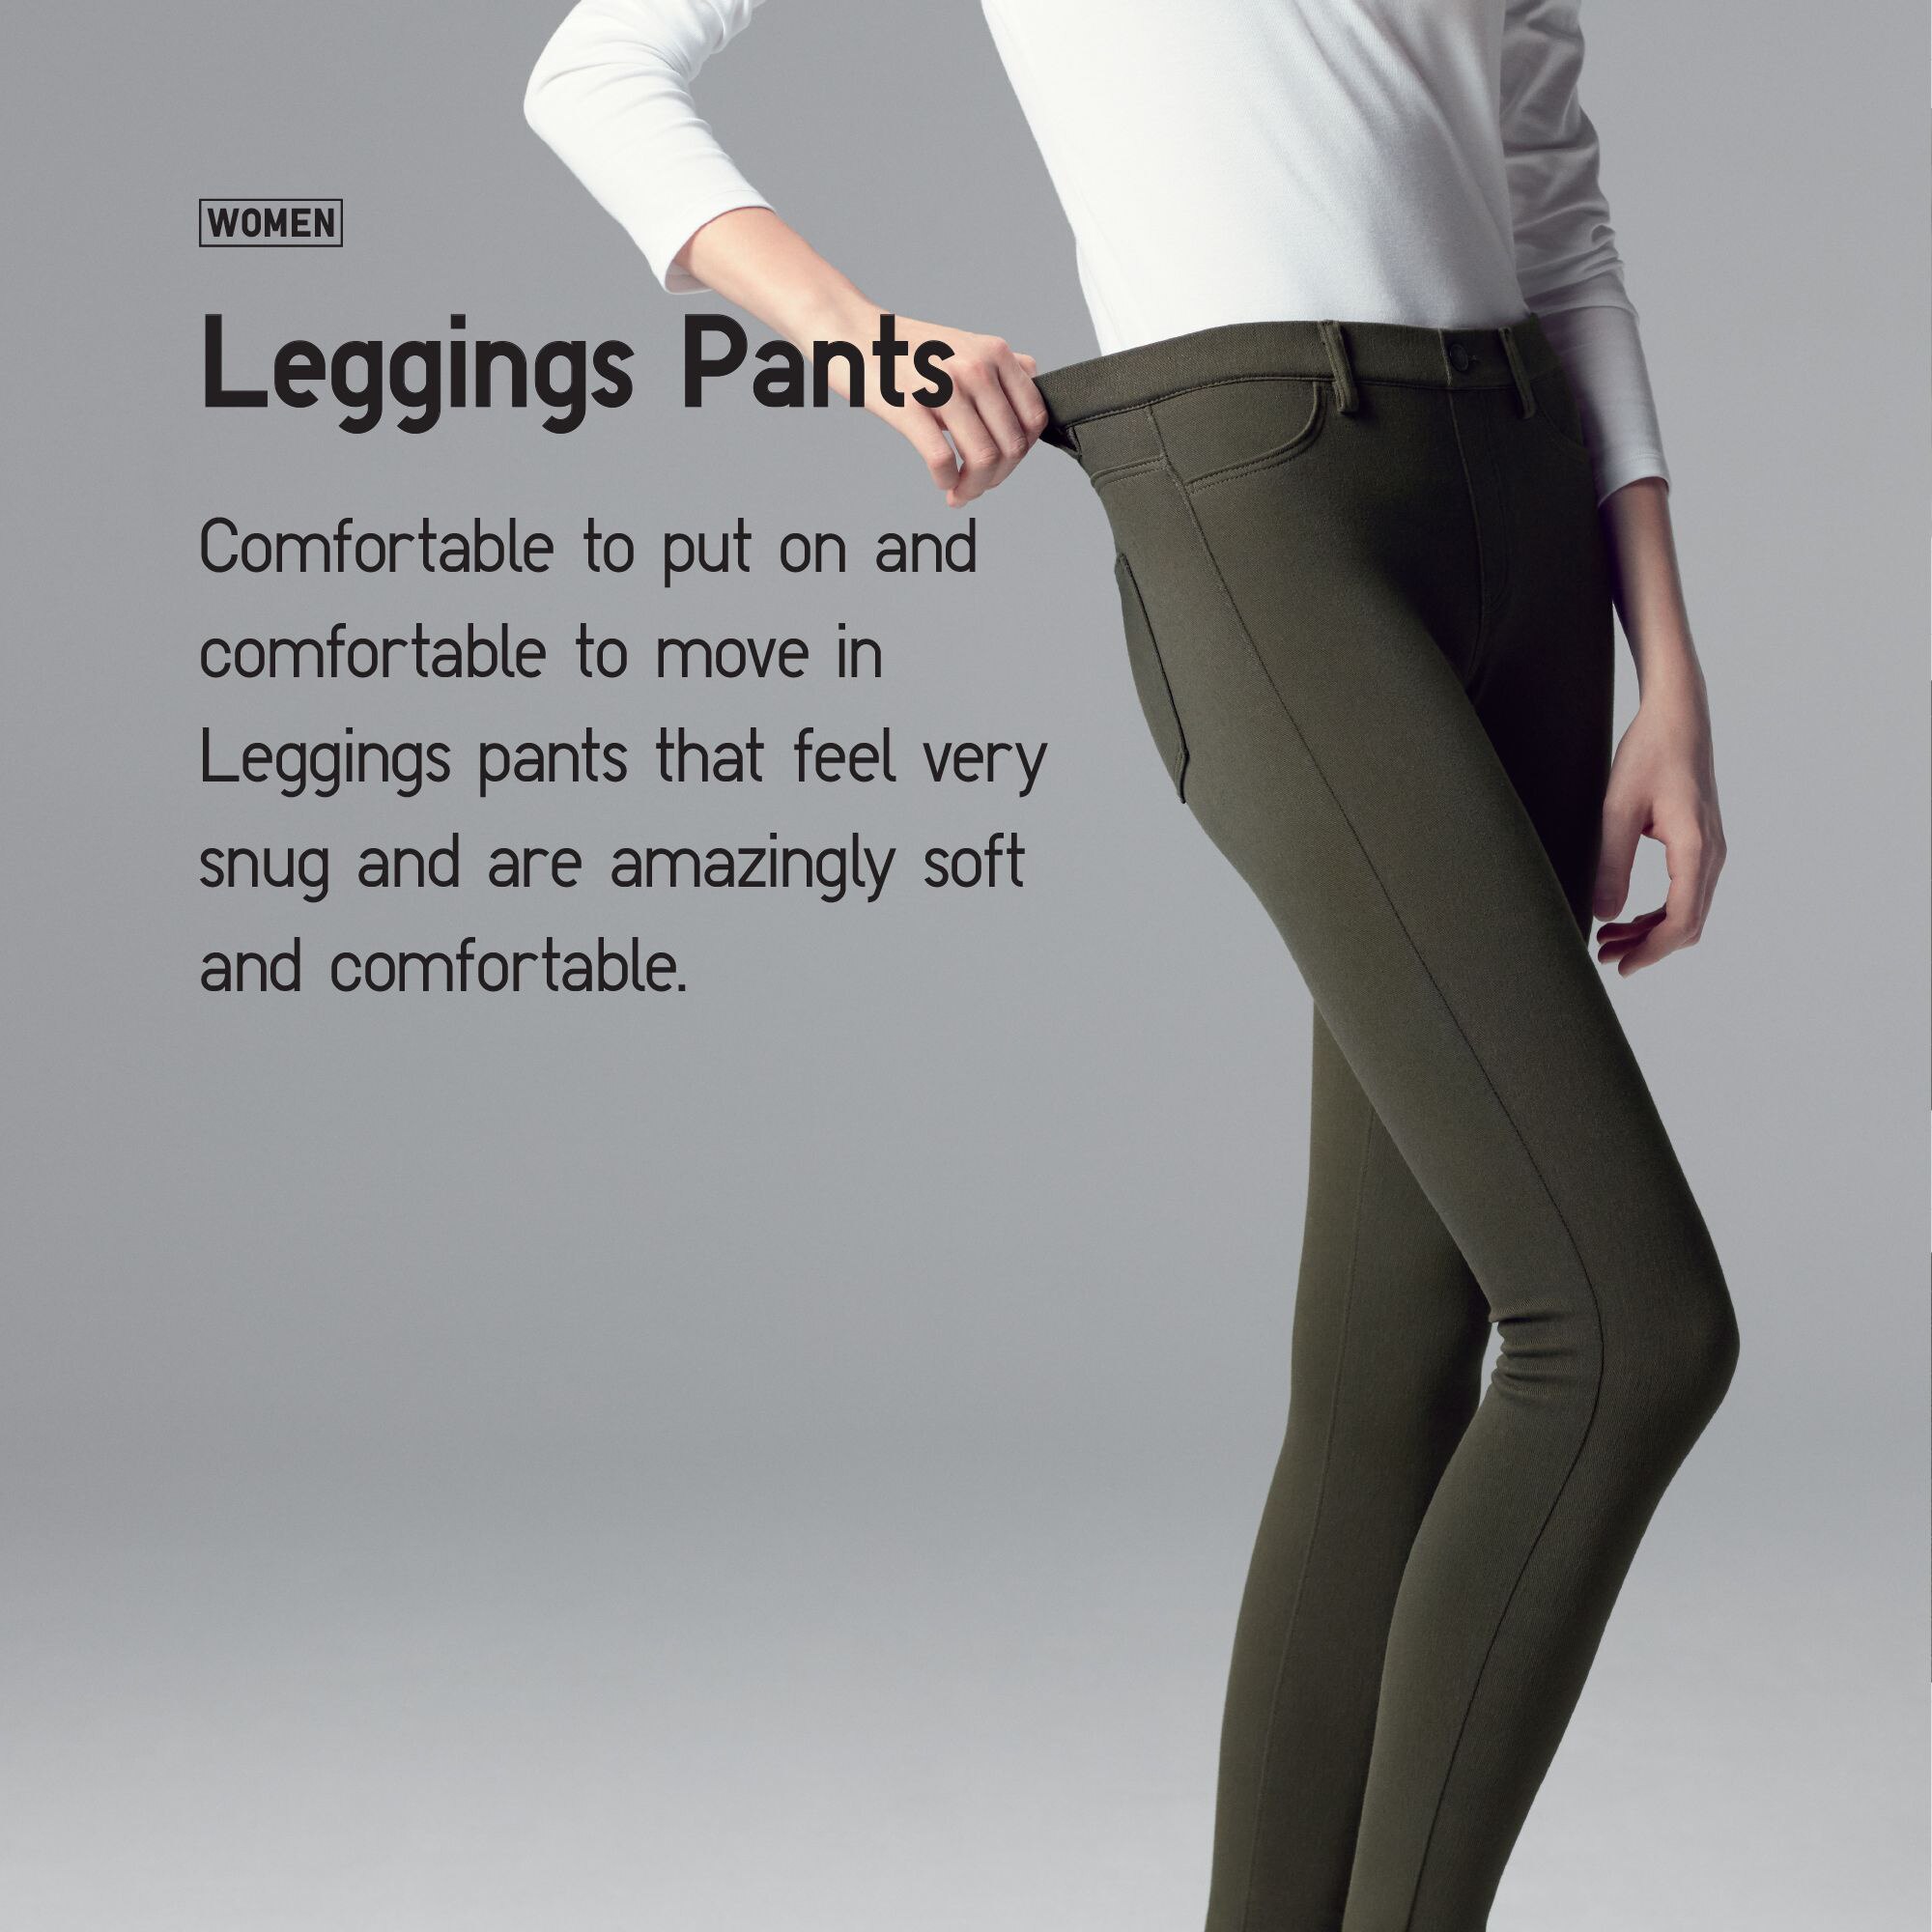 WOMEN
Leggings Pants
Comfortable to put on and
comfortable to move in
Leggings pants that feel very
snug and are amazingly soft
and comfortable.